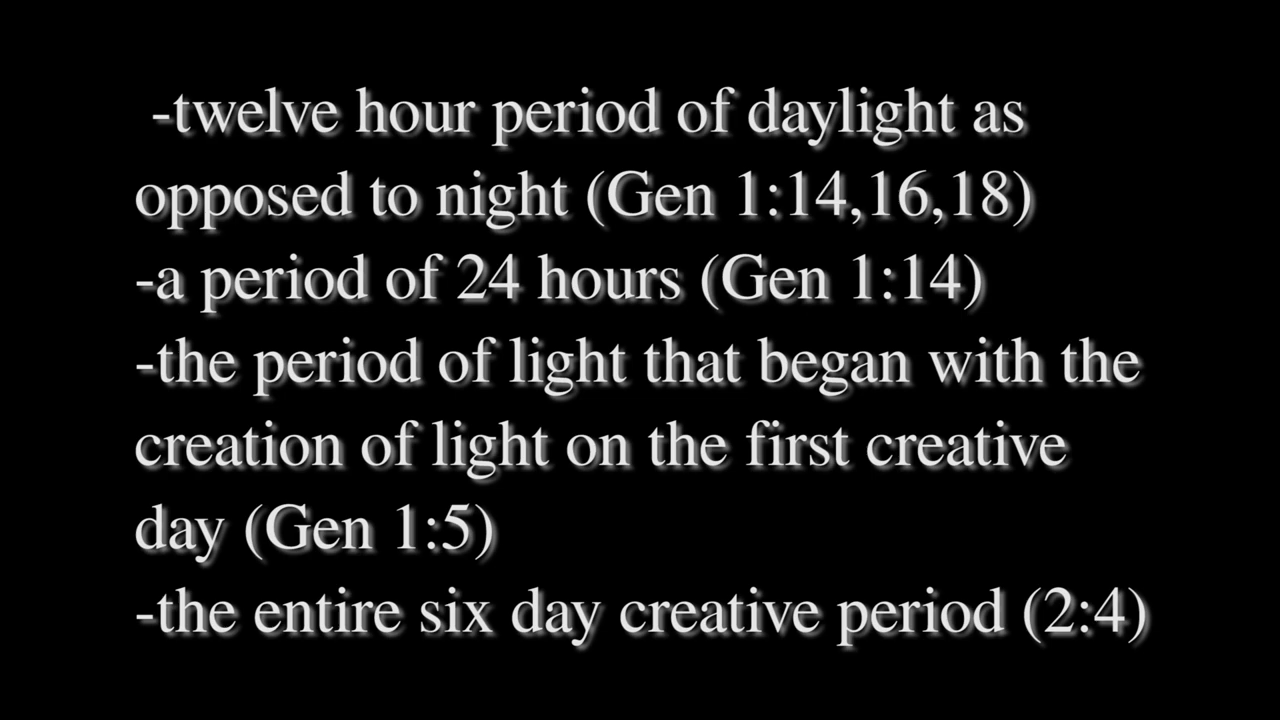 -twelve hour period of daylight as
opposed to night (Gen 1:14,16,18)
-a period of 24 hours (Gen 1:14)
-the period of light that began with the
creation of light on the first creative
day (Gen 1:5)
-the entire six day creative period (2:4)